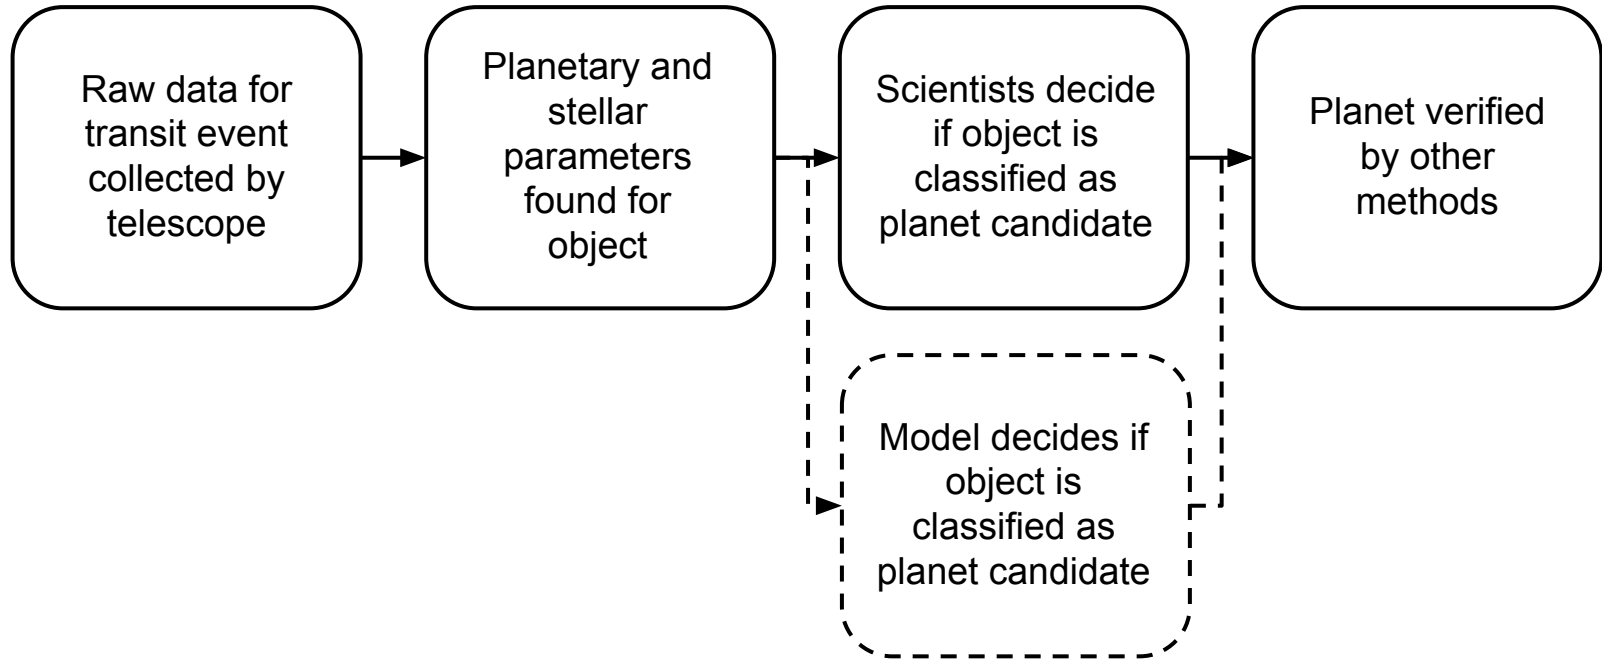 Raw data for
transit event
collected by
telescope
Planetary and
stellar
parameters
found for
object
Scientists decide
if object is
classified as
planet candidate
Planet verified
by other
methods
Model decides if
object is
classified as
planet candidate